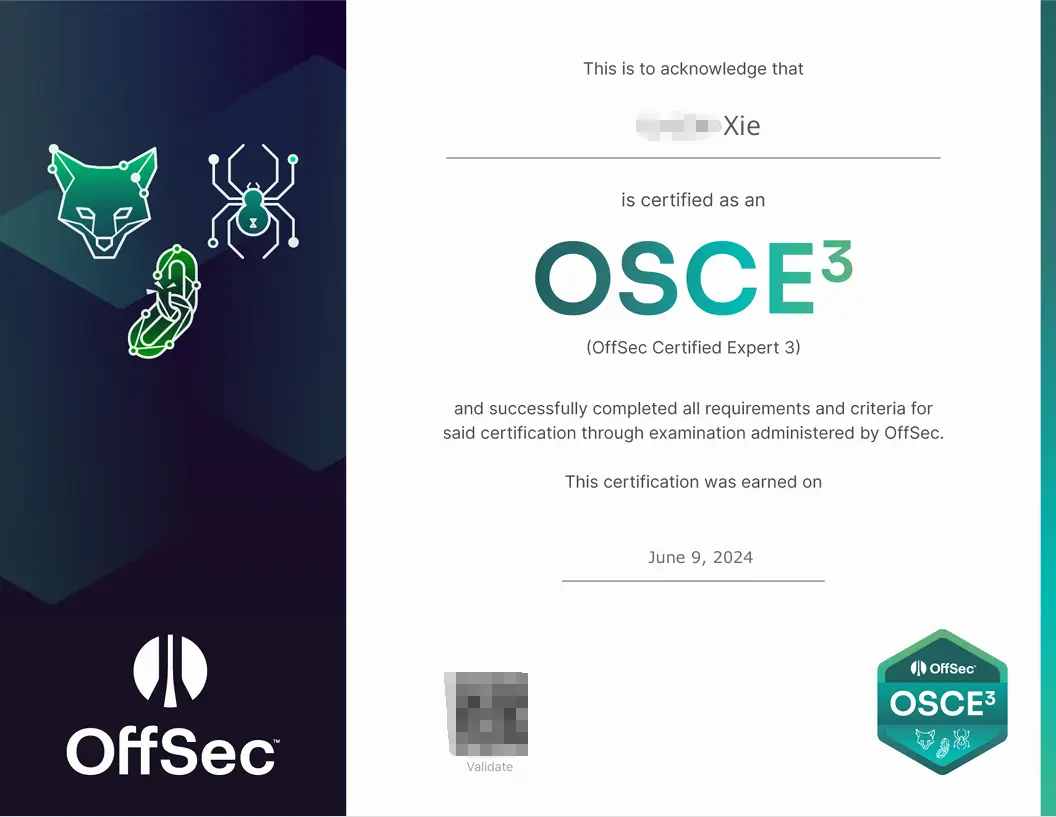 This is to acknowledge that
Xie
is certified as an
OSCE³
(OffSec Certified Expert 3)
and successfully completed all requirements and criteria for
said certification through examination administered by OffSec.
This certification was earned on
June 9, 2024
Validate
OffSec™
OffSec
OSCE³